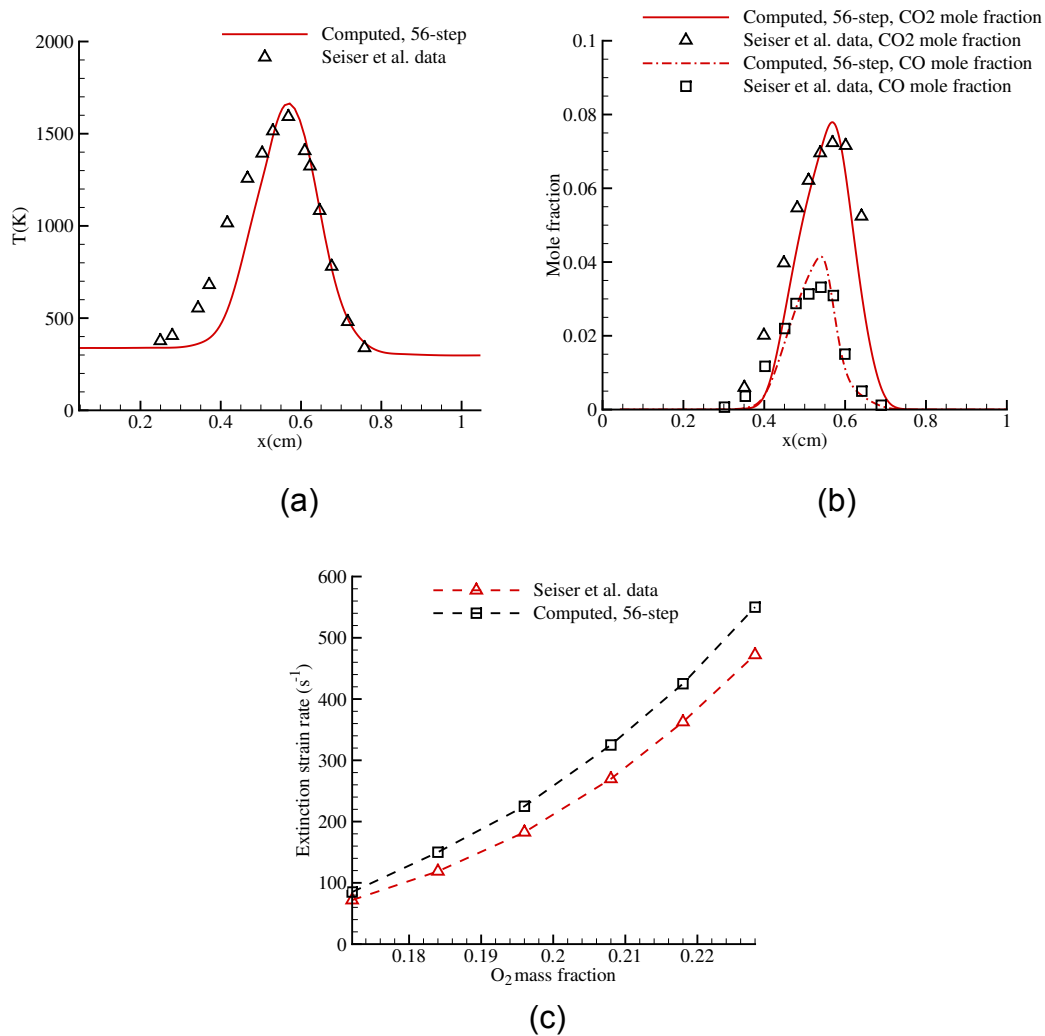 Computed, 56-step
Seiser et al. data
2000
1500
1000
500
0
T(K)
0.2
0.4
0.6
0.8
1
x(cm)
(a)
Computed, 56-step, CO2 mole fraction
Seiser et al. data, CO2 mole fraction
Computed, 56-step, CO mole fraction
Seiser et al. data, CO mole fraction
0.1
0.08
0.06
0.04
0.02
0
Mole fraction
0
0.2
0.4
0.6
0.8
1
x(cm)
(b)
Seiser et al. data
Computed, 56-step
600
500
400
300
200
100
0
Extinction strain rate (s-1)
0.18
0.19
0.2
0.21
0.22
O2 mass fraction
(c)